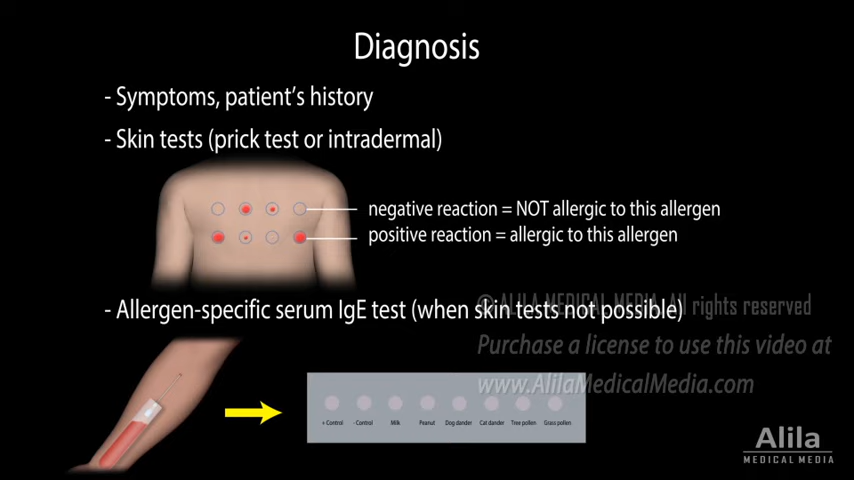 Diagnosis
- Symptoms, patient's history
- Skin tests (prick test or intradermal)
negative reaction = NOT allergic to this allergen
positive reaction = allergic to this allergen
- Allergen-specific serum IgE test (when skin tests not possible)
© ALILA MEDICAL MEDIA. All rights reserved
Purchase a license to use this video at
www.AlilaMedicalMedia.com
+ Control - Control Milk Peanut Dog dander Cat dander Tree pollen Grass pollen
Alila
MEDICAL MEDIA